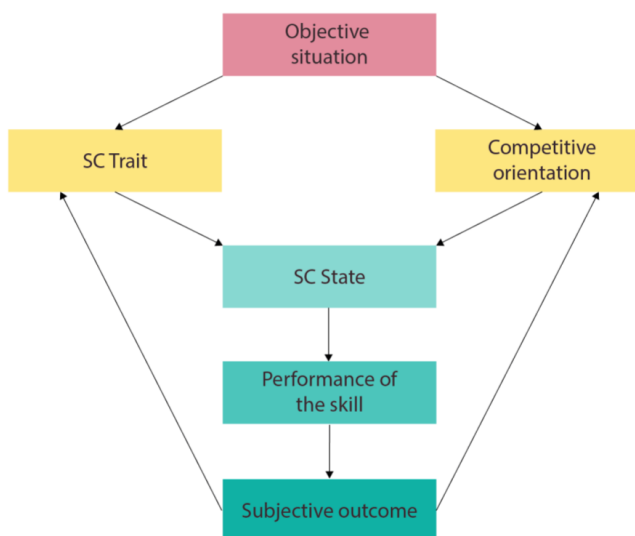 Objective
situation
SC Trait
Competitive
orientation
SC State
Performance of
the skill
Subjective outcome